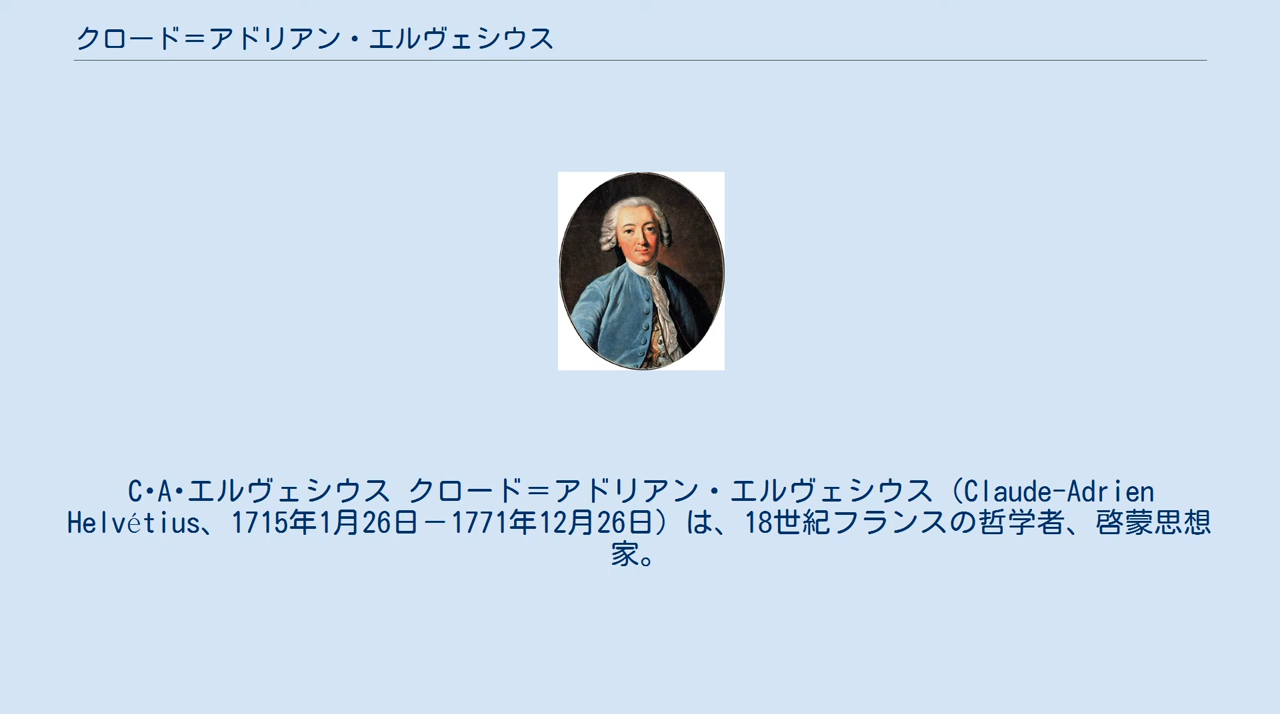 クロード＝アドリアン・エルヴェシウス
C･A･エルヴェシウス クロード＝アドリアン・エルヴェシウス（Claude-Adrien
Helvétius、1715年1月26日－1771年12月26日）は、18世紀フランスの哲学者、啓蒙思想
家。